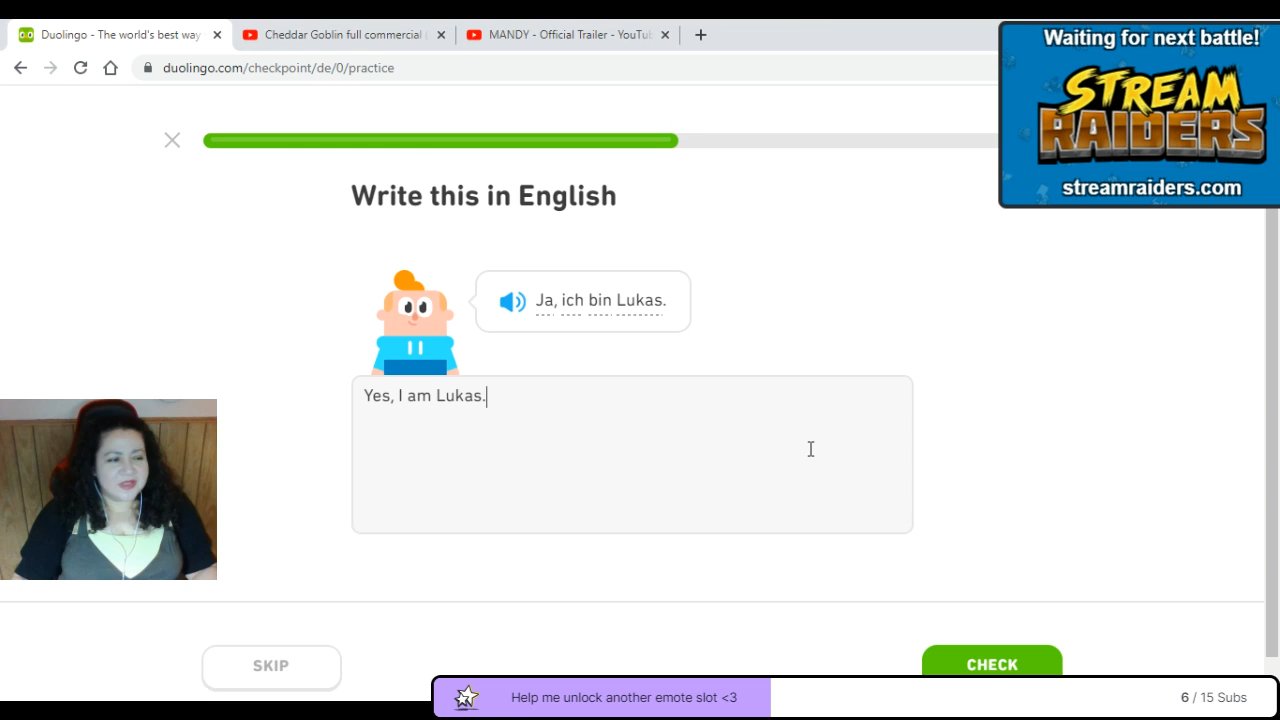 Duolingo - The world's best way
Cheddar Goblin full commercial
MANDY - Official Trailer - YouTu
duolingo.com/checkpoint/de/0/practice
Waiting for next battle!
STREAM
RAIDERS
streamraiders.com
Write this in English
Ja, ich bin Lukas.
Yes, I am Lukas.
SKIP
CHECK
Help me unlock another emote slot <3
6 / 15 Subs